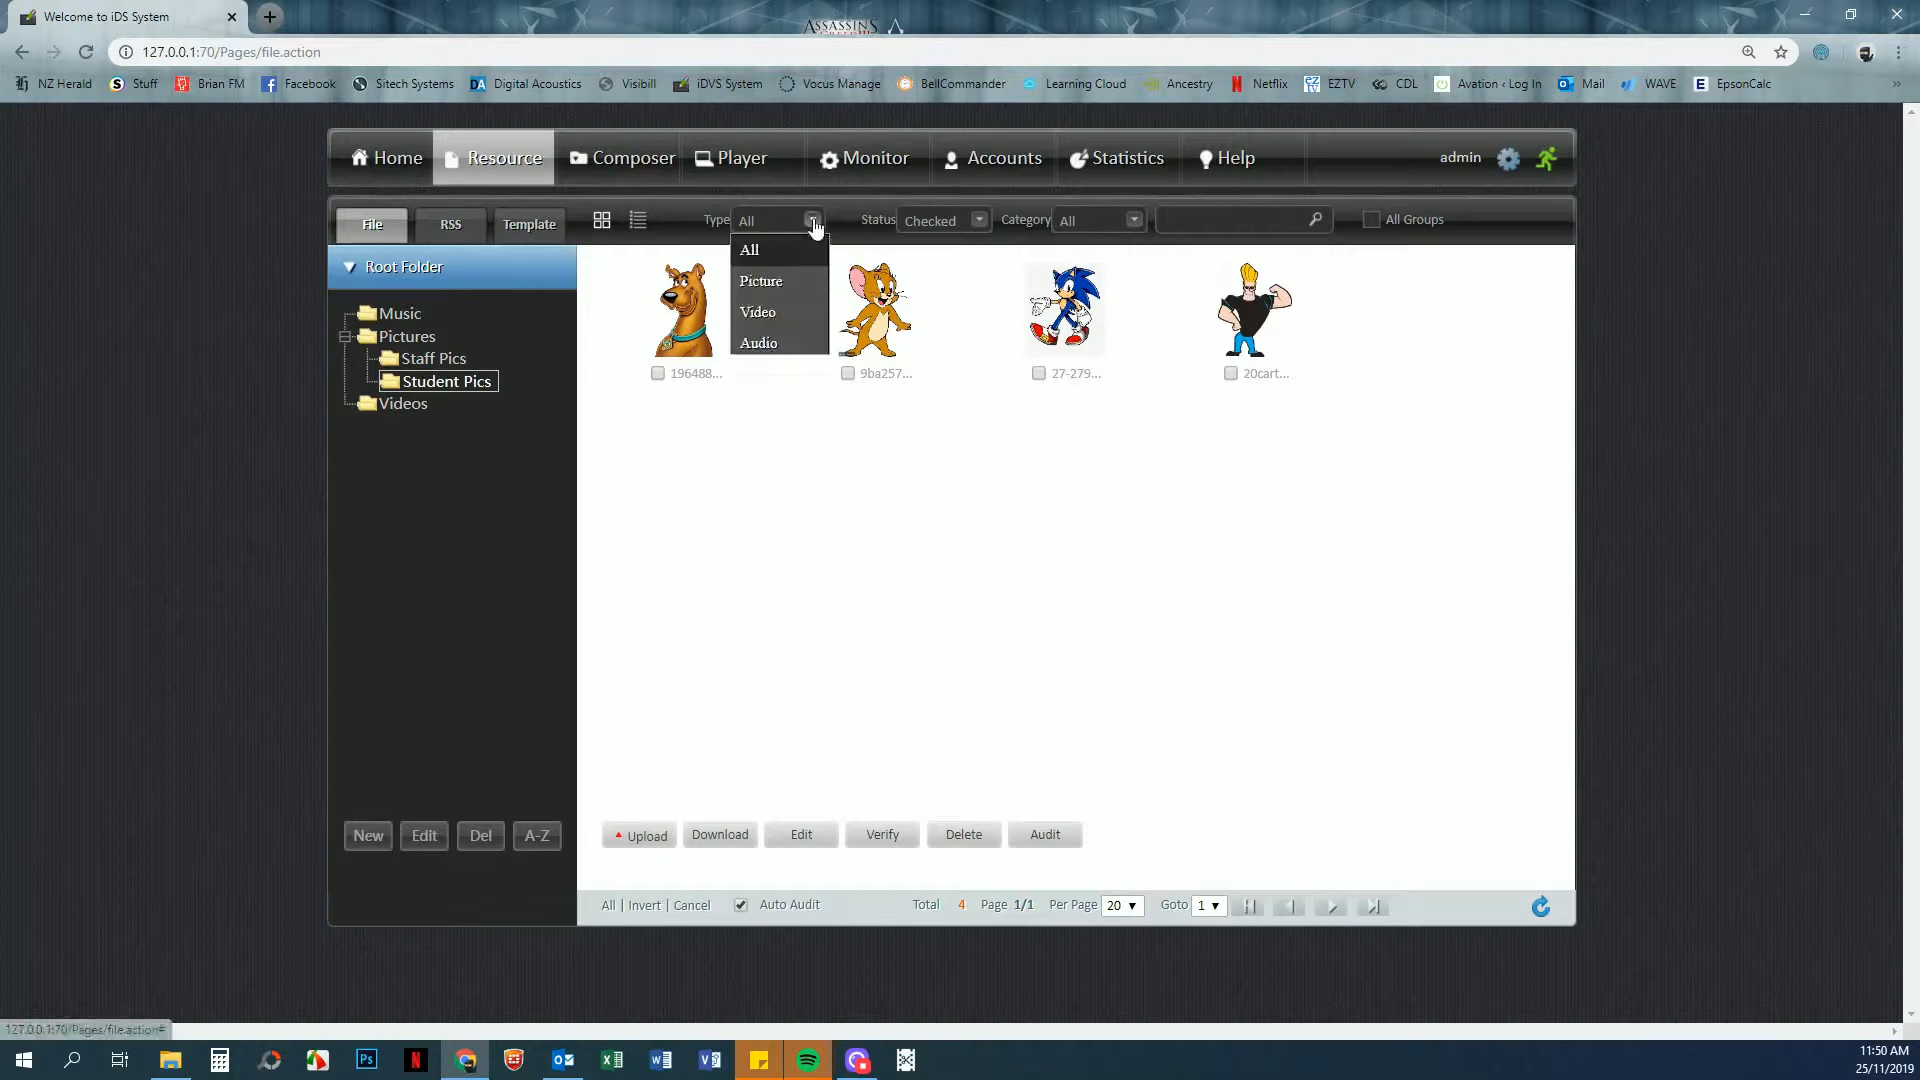 Welcome to iDS System
ASSASSINS
127.0.0.1:70/Pages/file.action
NZ Herald Stuff Brian FM Facebook Sitech Systems Digital Acoustics Visibill iDVS System Vocus Manage BellCommander Learning Cloud Ancestry Netflix EZTV CDL Avation ‹ Log In Mail WAVE EpsonCalc
Home Resource Composer Player Monitor Accounts Statistics Help admin
File RSS Template Type All Status Checked Category All All Groups
All
Picture
Video
Audio
Root Folder
Music
Pictures
Staff Pics
Student Pics
Videos
196488... 9ba257... 27-279... 20cart...
New Edit Del A-Z
Upload Download Edit Verify Delete Audit
All | Invert | Cancel Auto Audit Total 4 Page 1/1 Per Page 20 Goto 1
127.0.0.1:70/Pages/file.action#
11:50 AM
25/11/2019